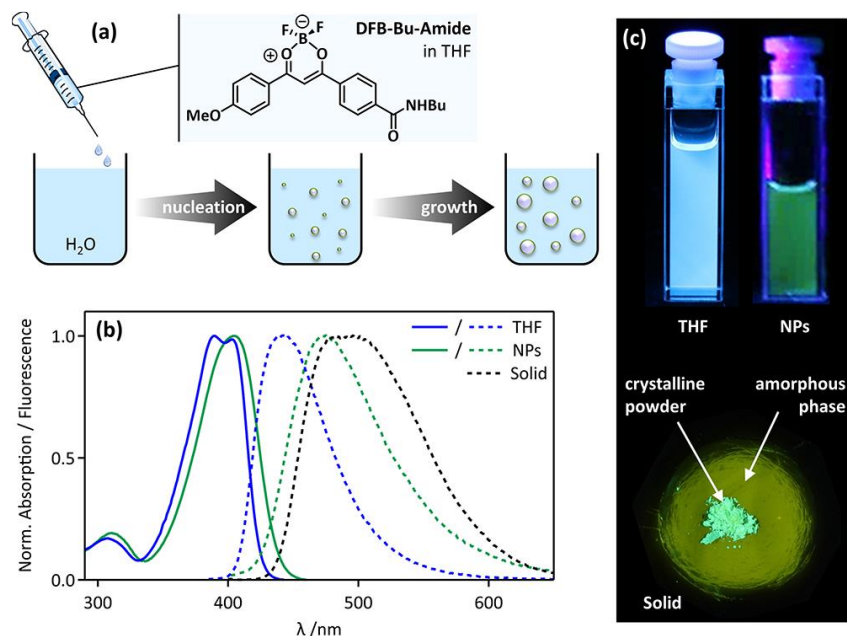 (a)
DFB-Bu-Amide
in THF
F
⊖
F
B
O
⊕
O
MeO
NHBu
O
H₂O
nucleation
growth
(b)
Norm. Absorption / Fluorescence
1.0
0.5
0.0
300
400
500
600
λ /nm
/ THF
/ NPs
Solid
(c)
THF
NPs
crystalline
powder
amorphous
phase
Solid